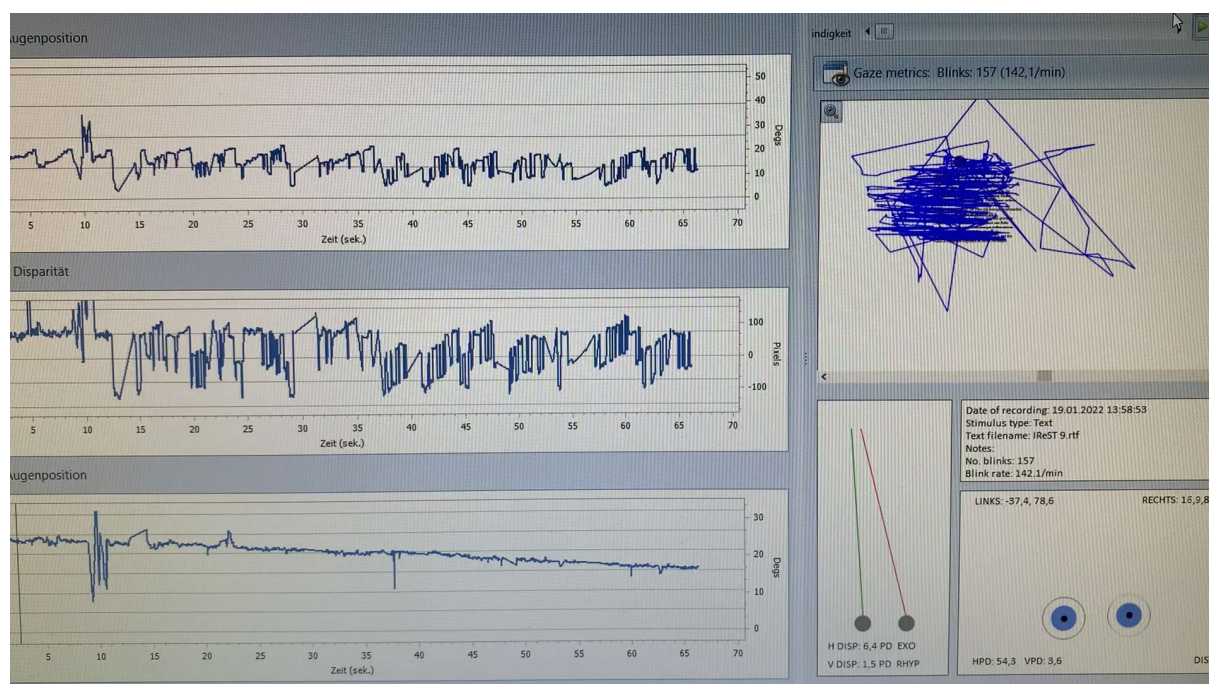 ugenposition
50
40
30
20
10
0
Degs
5 10 15 20 25 30 35 40 45 50 55 60 65 70
Zeit (sek.)
Disparität
100
0
-100
Pixels
5 10 15 20 25 30 35 40 45 50 55 60 65 70
Zeit (sek.)
ugenposition
30
20
10
0
Degs
5 10 15 20 25 30 35 40 45 50 55 60 65 70
Zeit (sek.)
indigkeit
Gaze metrics: Blinks: 157 (142,1/min)
H DISP: 6,4 PD EXO
V DISP: 1,5 PD RHYP
Date of recording: 19.01.2022 13:58:53
Stimulus type: Text
Text filename: IReST 9.rtf
Notes:
No. blinks: 157
Blink rate: 142.1/min
LINKS: -37,4, 78,6 RECHTS: 16,9,8
HPD: 54,3 VPD: 3,6 DIS